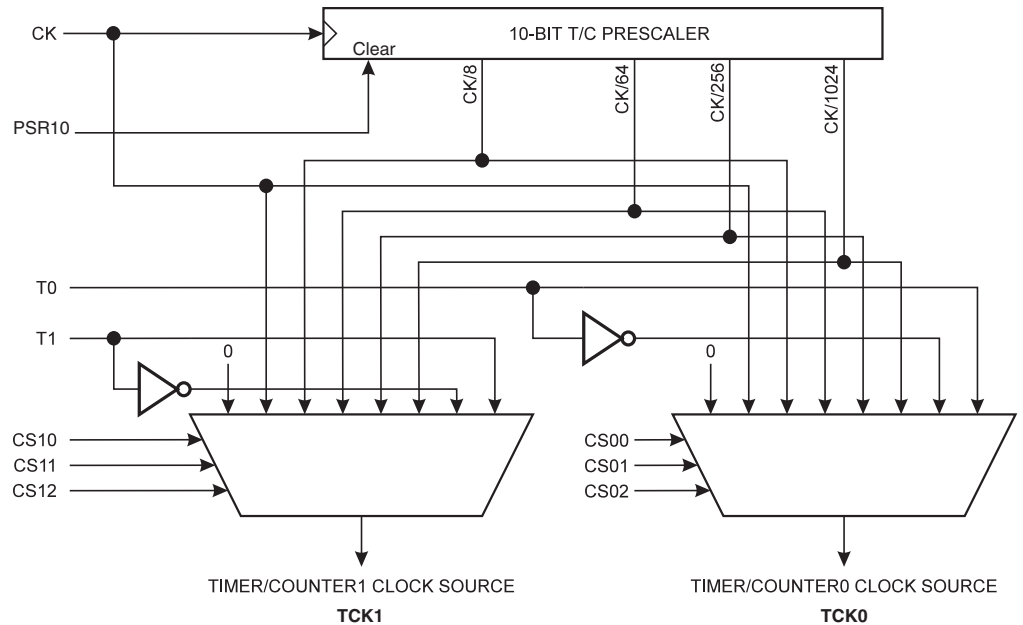 CK
10-BIT T/C PRESCALER
Clear
CK/8
CK/64
CK/256
CK/1024
PSR10
T0
T1
0
0
CS10
CS11
CS12
CS00
CS01
CS02
TIMER/COUNTER1 CLOCK SOURCE
TCK1
TIMER/COUNTER0 CLOCK SOURCE
TCK0